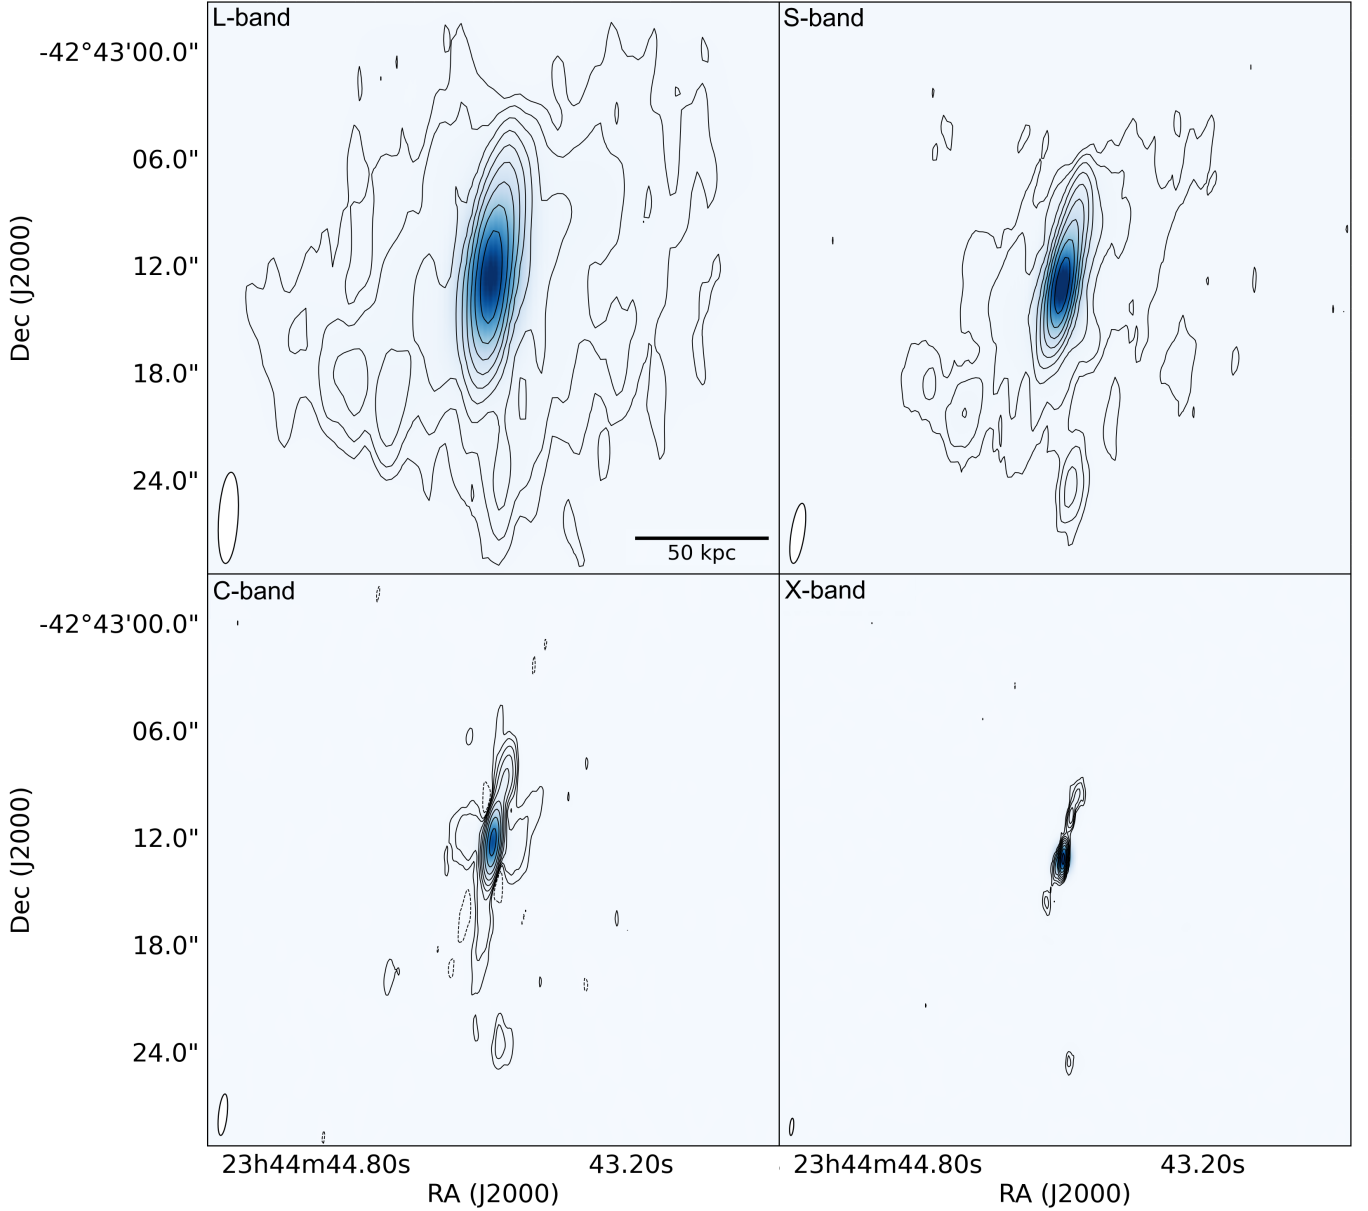 L-band
S-band
-42°43'00.0"
06.0"
12.0"
18.0"
24.0"
Dec (J2000)
50 kpc
C-band
X-band
-42°43'00.0"
06.0"
12.0"
18.0"
24.0"
Dec (J2000)
23h44m44.80s
43.20s
23h44m44.80s
43.20s
RA (J2000)
RA (J2000)